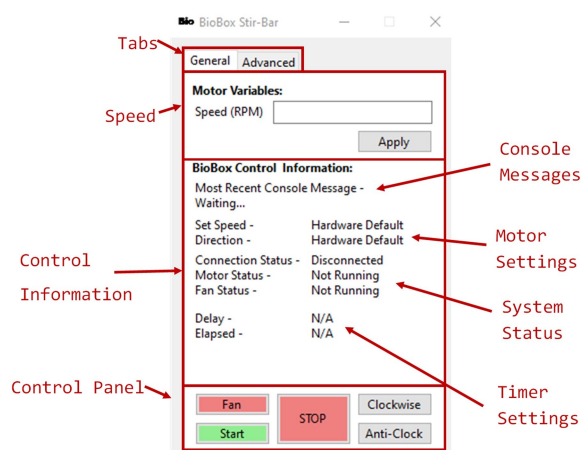 Bio BioBox Stir-Bar
Tabs
General Advanced
Motor Variables:
Speed
Speed (RPM)
Apply
BioBox Control Information:
Console
Messages
Most Recent Console Message -
Waiting...
Set Speed - Hardware Default
Direction - Hardware Default
Motor
Settings
Control
Information
Connection Status - Disconnected
Motor Status - Not Running
Fan Status - Not Running
System
Status
Delay - N/A
Elapsed - N/A
Control Panel
Timer
Settings
Fan STOP Clockwise
Start Anti-Clock